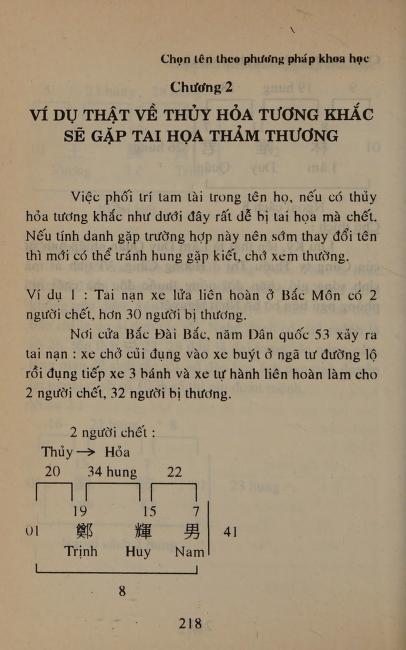 Chọn tên theo phương pháp khoa học
Chương 2
VÍ DỤ THẬT VỀ THỦY HỎA TƯƠNG KHẮC
SẼ GẶP TAI HỌA THẢM THƯƠNG
Việc phối trí tam tài trong tên họ, nếu có thủy
hỏa tương khắc như dưới đây rất dễ bị tai họa mà chết.
Nếu tính danh gặp trường hợp này nên sớm thay đổi tên
thì mới có thể tránh hung gặp kiết, chớ xem thường.
Ví dụ 1 : Tai nạn xe lửa liên hoàn ở Bắc Môn có 2
người chết, hơn 30 người bị thương.
Nơi cửa Bắc Đài Bắc, năm Dân quốc 53 xảy ra
tai nạn : xe chở củi đụng vào xe buýt ở ngã tư đường lộ
rồi đụng tiếp xe 3 bánh và xe tự hành liên hoàn làm cho
2 người chết, 32 người bị thương.
2 người chết :
Thủy → Hỏa
20 34 hung 22
19 15 7
01 鄭 輝 男 41
Trịnh Huy Nam
8
218